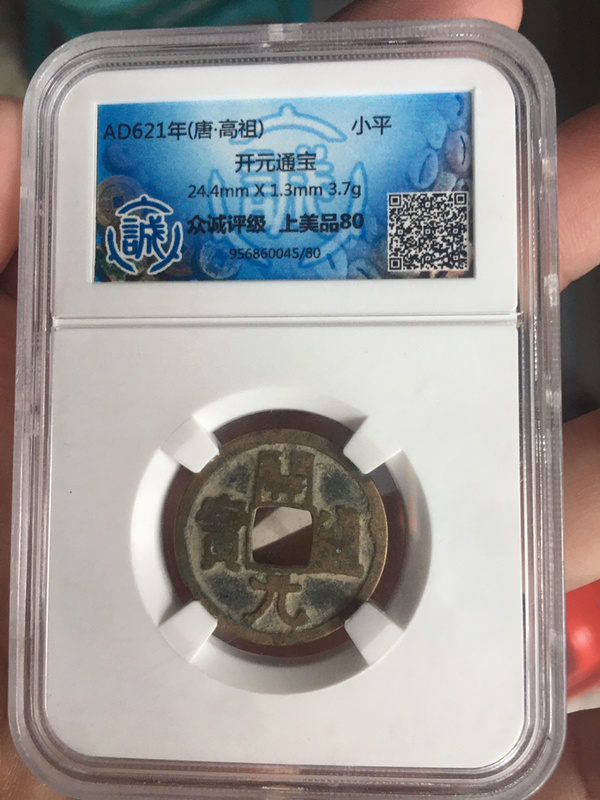 AD621年(唐·高祖) 小平
开元通宝
24.4mm X 1.3mm 3.7g
誠
众诚评级 上美品80
956860045/80
開
寶 通
元